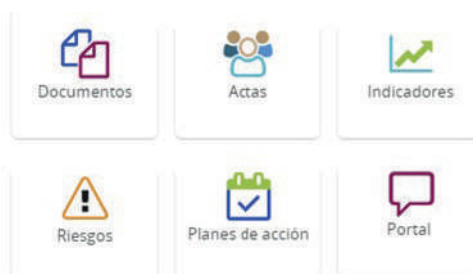 Documentos
Actas
Indicadores
Riesgos
Planes de acción
Portal